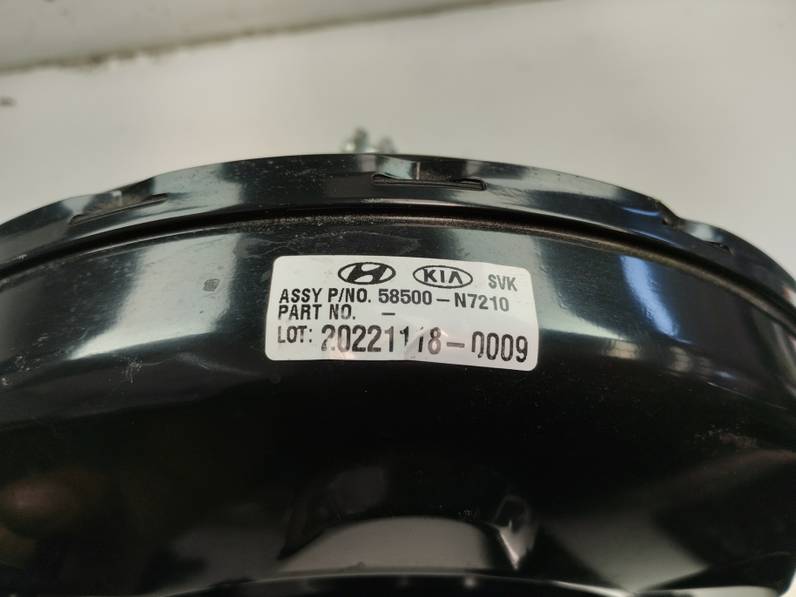 KIA SVK
ASSY P/NO. 58500-N7210
PART NO. -
LOT: 20221118-0009